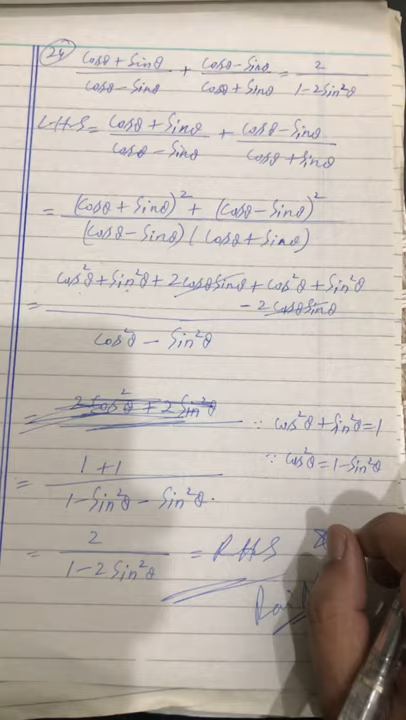 24) (cosθ + sinθ)/(cosθ - sinθ) + (cosθ - sinθ)/(cosθ + sinθ) = 2/(1 - 2sin²θ)
LHS = (cosθ + sinθ)/(cosθ - sinθ) + (cosθ - sinθ)/(cosθ + sinθ)
= ((cosθ + sinθ)² + (cosθ - sinθ)²)/((cosθ - sinθ)(cosθ + sinθ))
= (cos²θ + sin²θ + 2cosθsinθ + cos²θ + sin²θ - 2cosθsinθ)/(cos²θ - sin²θ)
= 2cos²θ + 2sin²θ ∵ cos²θ + sin²θ = 1
∵ cos²θ = 1 - sin²θ
= (1 + 1)/(1 - sin²θ - sin²θ)
= 2/(1 - 2sin²θ) = RHS